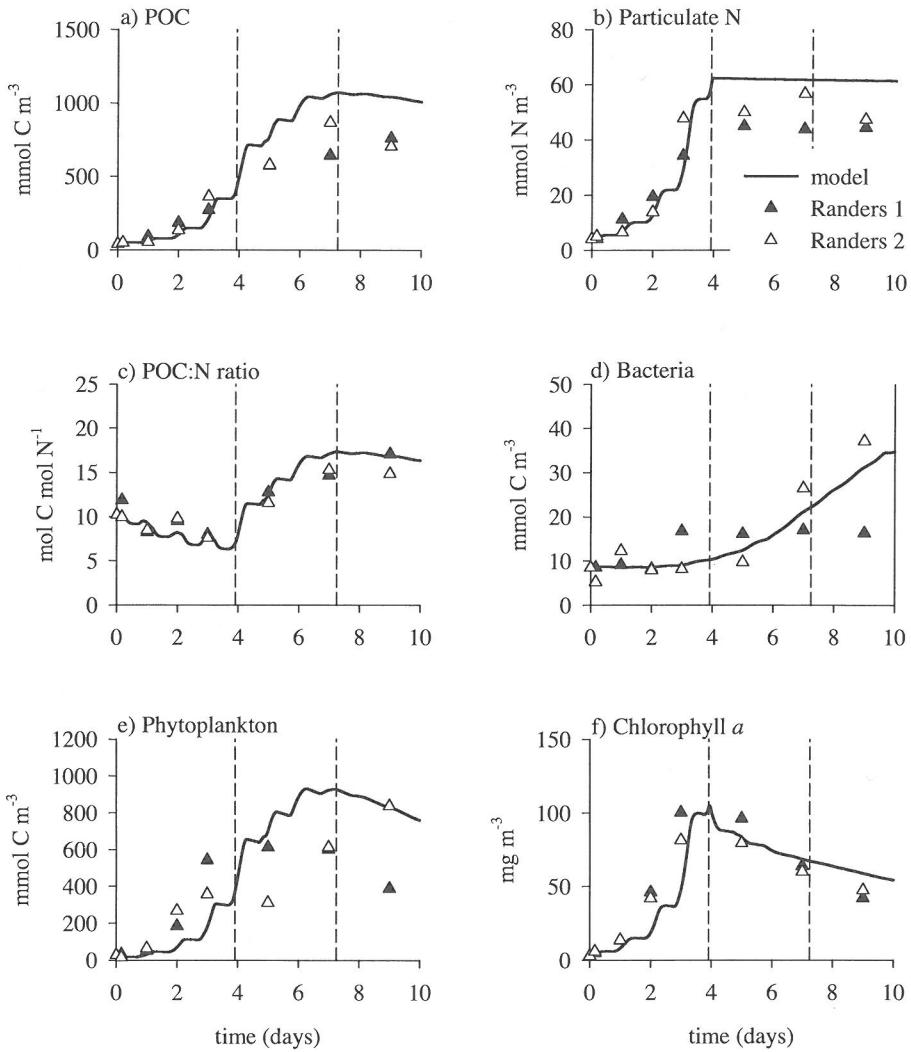 a) POC
1500
1000
500
0
mmol C m-3
0 2 4 6 8 10
b) Particulate N
80
60
40
20
0
mmol N m-3
model
Randers 1
Randers 2
0 2 4 6 8 10
c) POC:N ratio
25
20
15
10
5
0
mol C mol N-1
0 2 4 6 8 10
d) Bacteria
50
40
30
20
10
0
mmol C m-3
0 2 4 6 8 10
e) Phytoplankton
1200
1000
800
600
400
200
0
mmol C m-3
0 2 4 6 8 10
time (days)
f) Chlorophyll a
150
100
50
0
mg m-3
0 2 4 6 8 10
time (days)